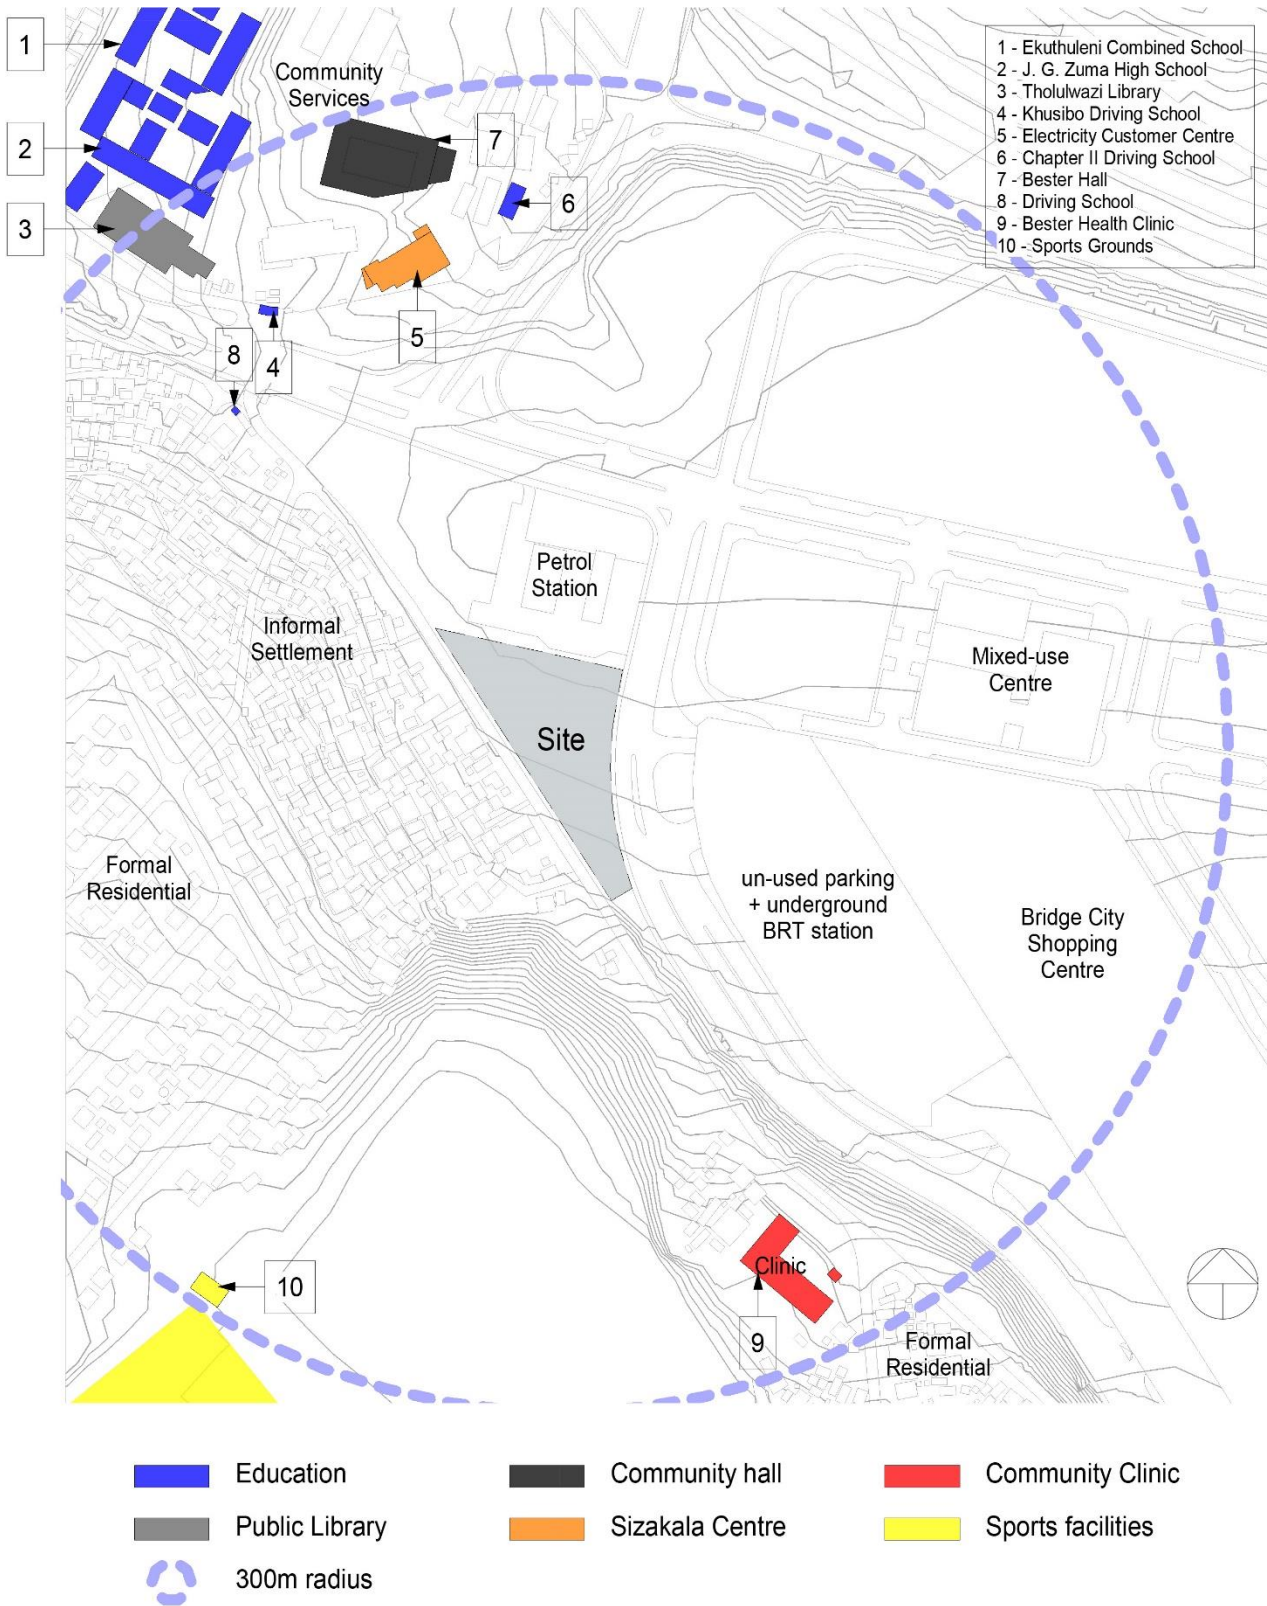 1
2
3
Community
Services
7
6
5
8
4
1 - Ekuthuleni Combined School
2 - J. G. Zuma High School
3 - Tholulwazi Library
4 - Khusibo Driving School
5 - Electricity Customer Centre
6 - Chapter II Driving School
7 - Bester Hall
8 - Driving School
9 - Bester Health Clinic
10 - Sports Grounds
Petrol
Station
Informal
Settlement
Mixed-use
Centre
Site
Formal
Residential
un-used parking
+ underground
BRT station
Bridge City
Shopping
Centre
10
Clinic
9
Formal
Residential
Education
Community hall
Community Clinic
Public Library
Sizakala Centre
Sports facilities
300m radius